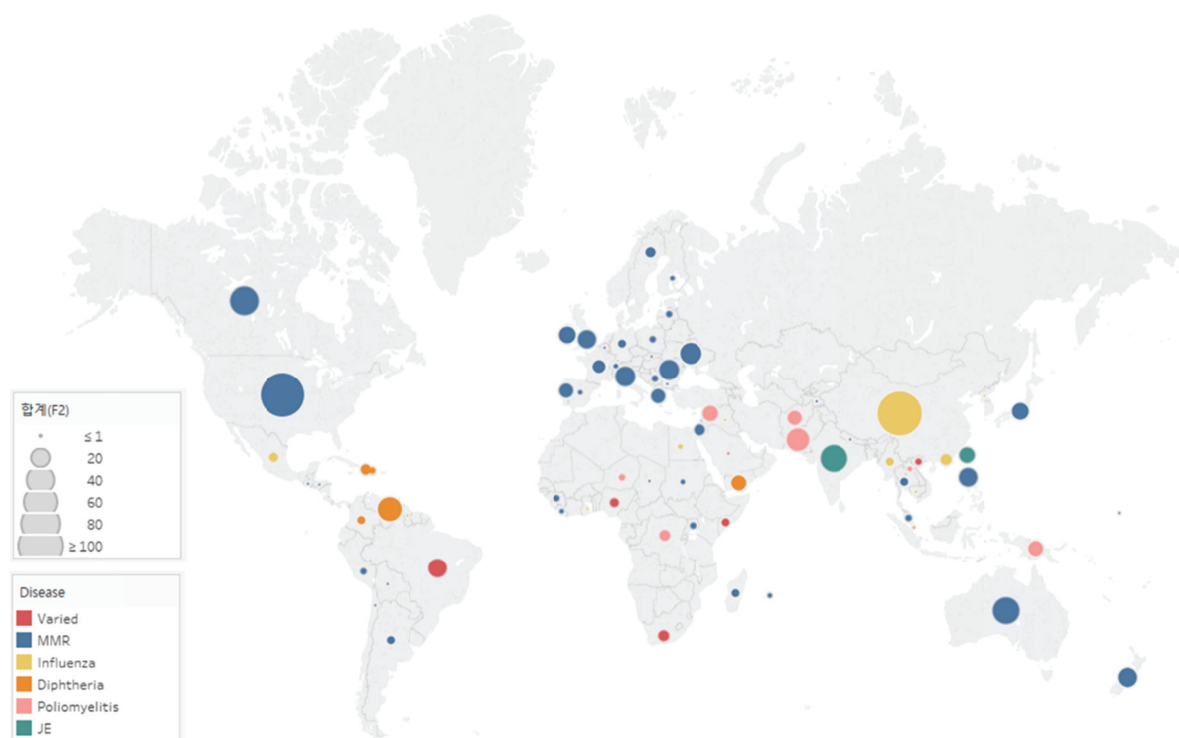 합계(F2)
≤ 1
20
40
60
80
≥ 100
Disease
Varied
MMR
Influenza
Diphtheria
Poliomyelitis
JE